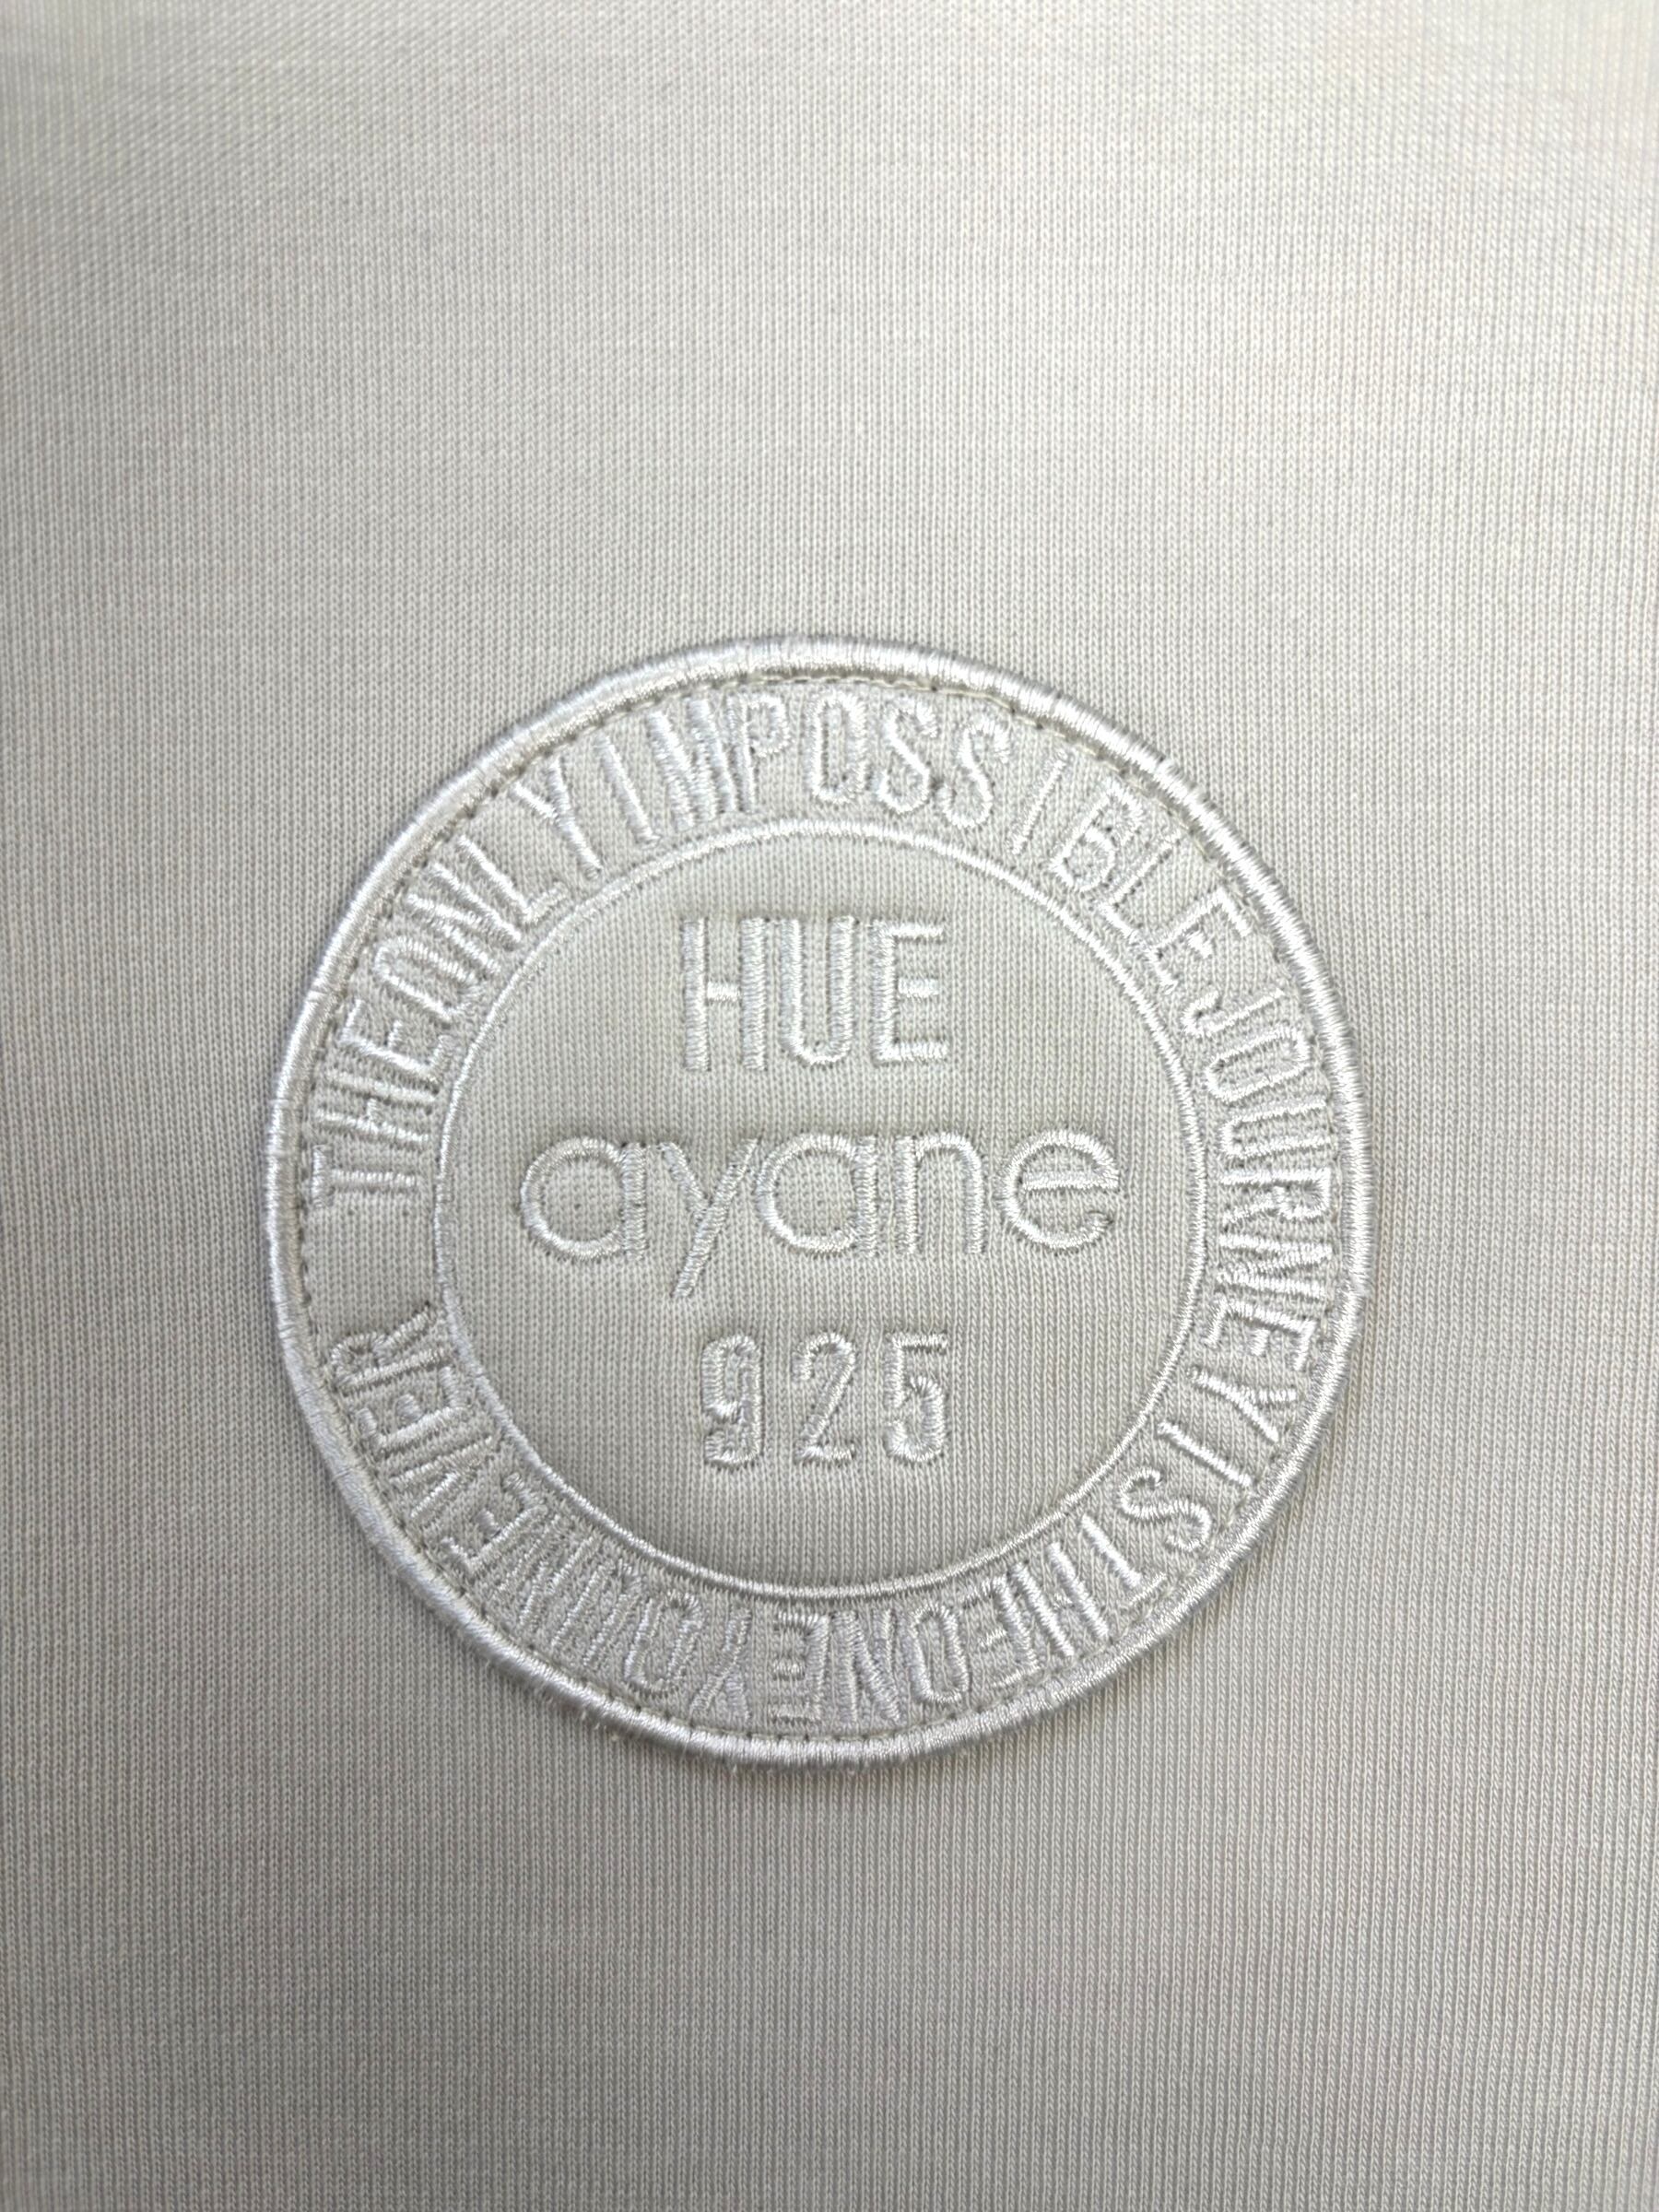 THEONLYIMPOSSIBLEJOURNEYISTHEONEYOUNEVER
HUE
ayane
925